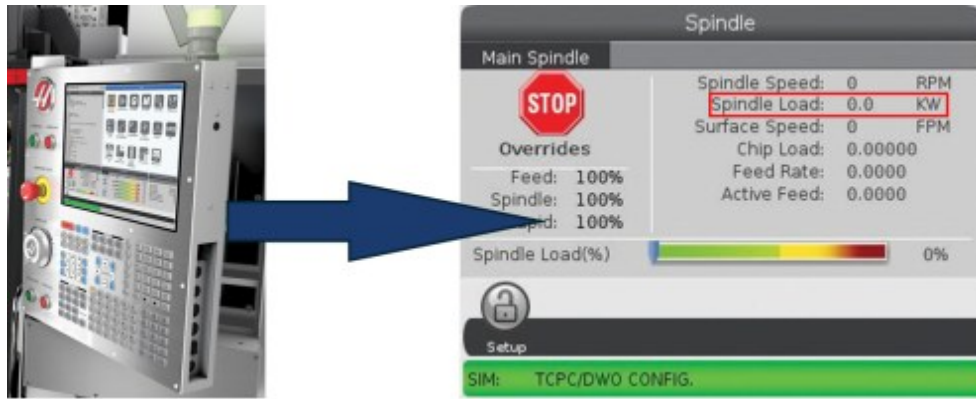 Spindle
Main Spindle
STOP
Overrides
Feed: 100%
Spindle: 100%
100%
Spindle Speed: 0 RPM
Spindle Load: 0.0 KW
Surface Speed: 0 FPM
Chip Load: 0.00000
Feed Rate: 0.0000
Active Feed: 0.0000
Spindle Load(%) 0%
Setup
SIM: TCPC/DWO CONFIG.